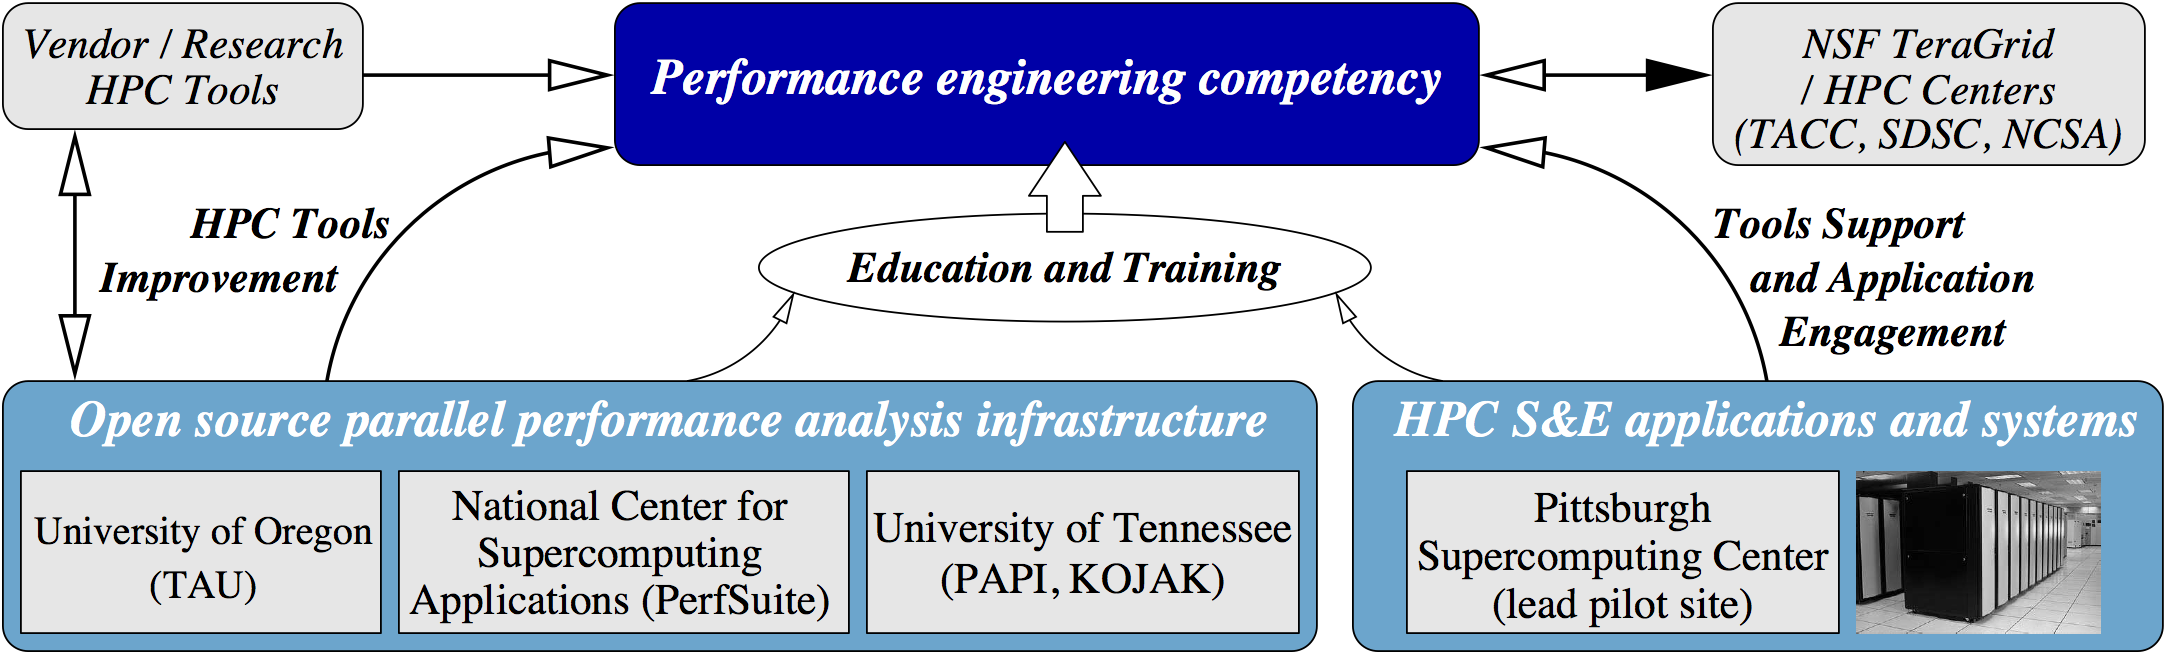 Vendor / Research
HPC Tools
Performance engineering competency
NSF TeraGrid
/ HPC Centers
(TACC, SDSC, NCSA)
HPC Tools
Improvement
Education and Training
Tools Support
and Application
Engagement
Open source parallel performance analysis infrastructure
University of Oregon
(TAU)
National Center for
Supercomputing
Applications (PerfSuite)
University of Tennessee
(PAPI, KOJAK)
HPC S&E applications and systems
Pittsburgh
Supercomputing Center
(lead pilot site)